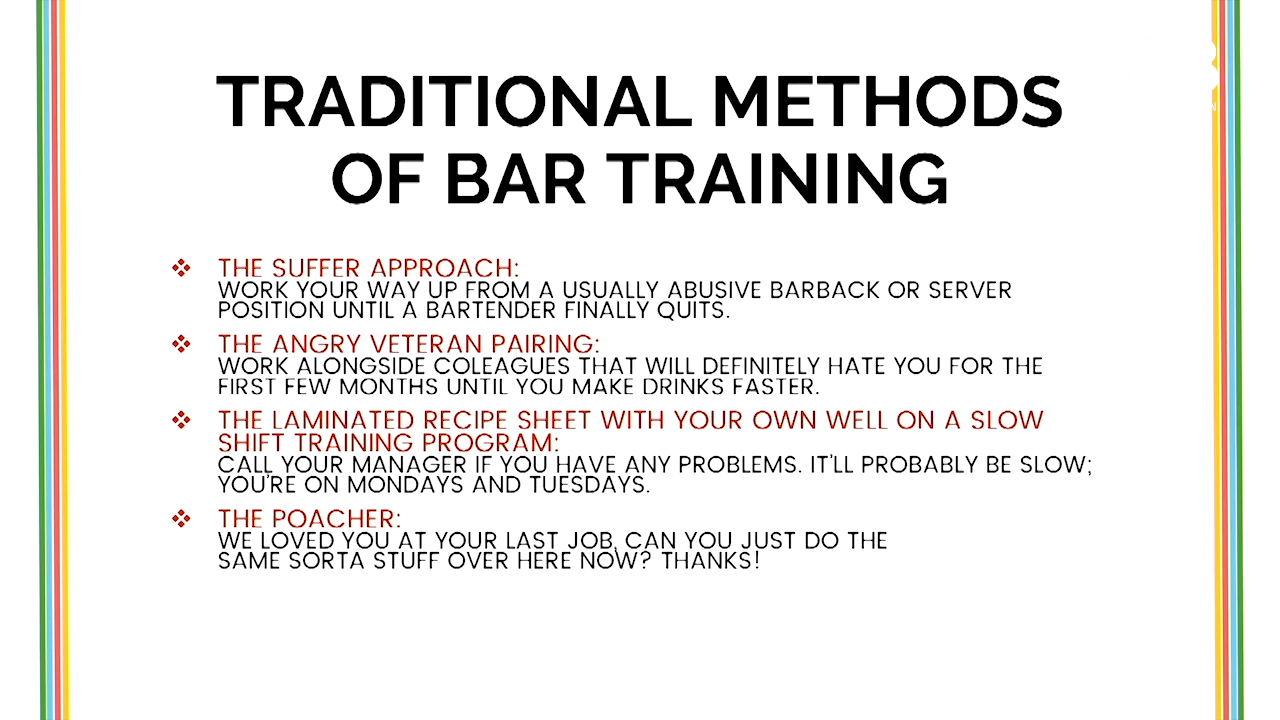 TRADITIONAL METHODS
OF BAR TRAINING
THE SUFFER APPROACH:
WORK YOUR WAY UP FROM A USUALLY ABUSIVE BARBACK OR SERVER
POSITION UNTIL A BARTENDER FINALLY QUITS.
THE ANGRY VETERAN PAIRING:
WORK ALONGSIDE COLEAGUES THAT WILL DEFINITELY HATE YOU FOR THE
FIRST FEW MONTHS UNTIL YOU MAKE DRINKS FASTER.
THE LAMINATED RECIPE SHEET WITH YOUR OWN WELL ON A SLOW
SHIFT TRAINING PROGRAM:
CALL YOUR MANAGER IF YOU HAVE ANY PROBLEMS. IT'LL PROBABLY BE SLOW;
YOU'RE ON MONDAYS AND TUESDAYS.
THE POACHER:
WE LOVED YOU AT YOUR LAST JOB, CAN YOU JUST DO THE
SAME SORTA STUFF OVER HERE NOW? THANKS!